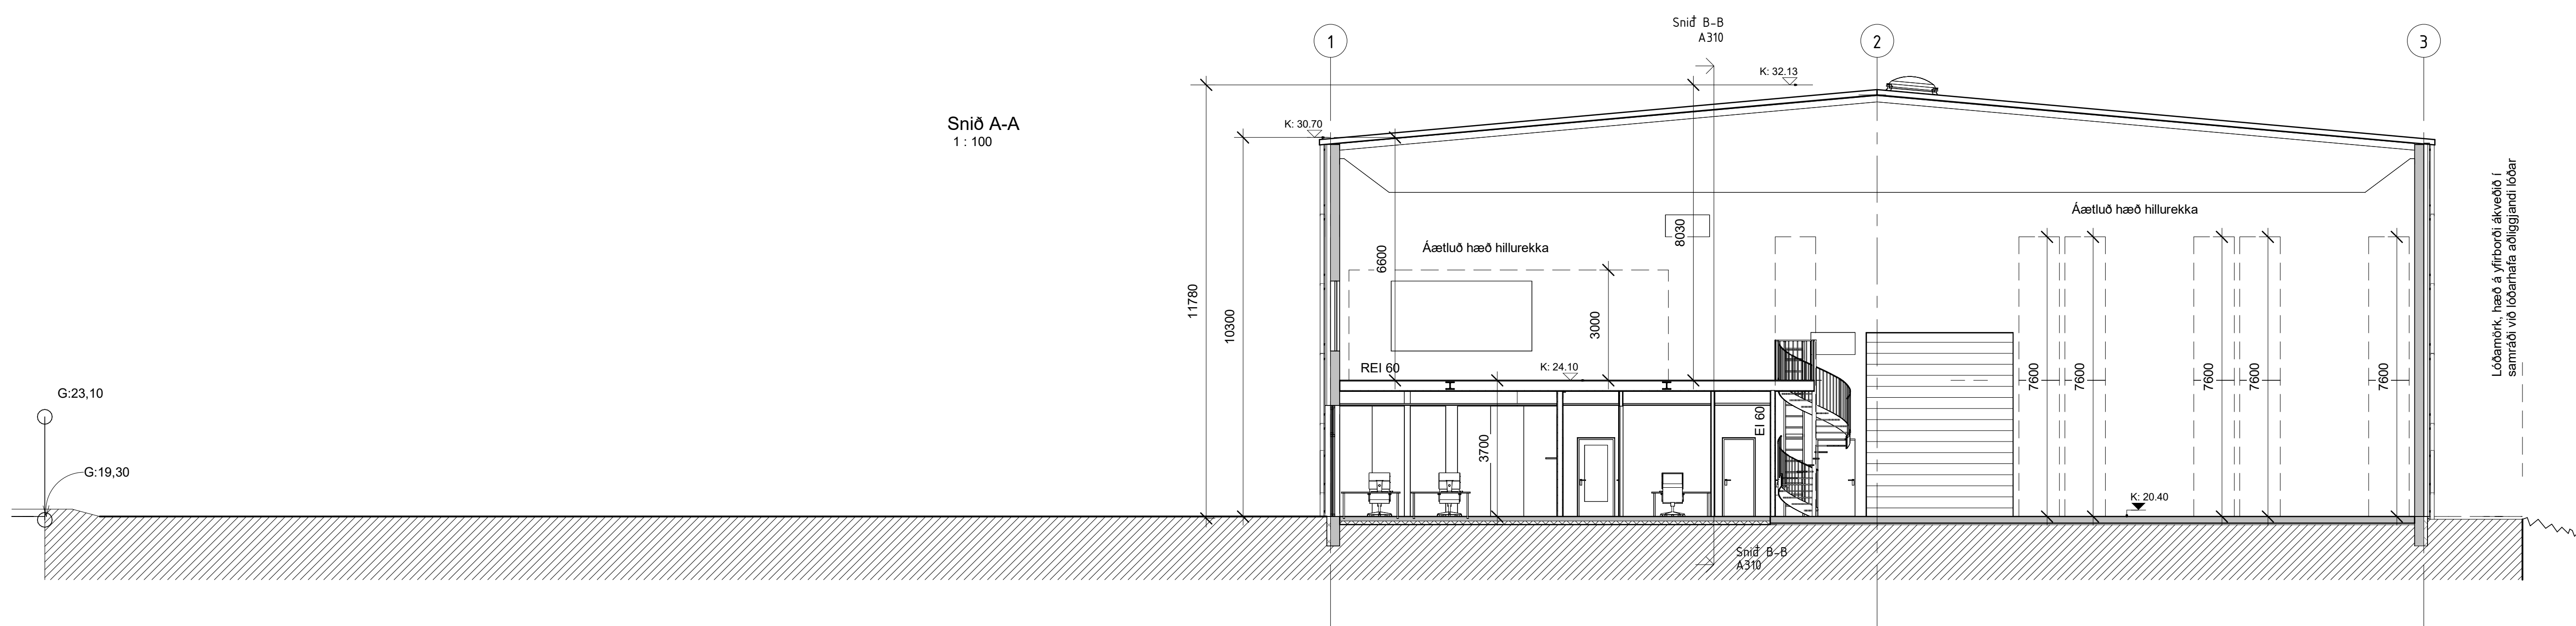 Snið B-B
A310
1
2
3
K: 32.13
Snið A-A
1 : 100
K: 30.70
Áætluð hæð hillurekka
Áætluð hæð hillurekka
Lóðamörk, hæð á yfirborði ákveðið í
samráði við lóðarhafa aðliggjandi lóðar
8030
6600
11780
10300
3000
REI 60
K: 24.10
7600
7600
7600
7600
7600
G:23,10
EI 60
3700
G:19,30
K: 20.40
Snið B-B
A310